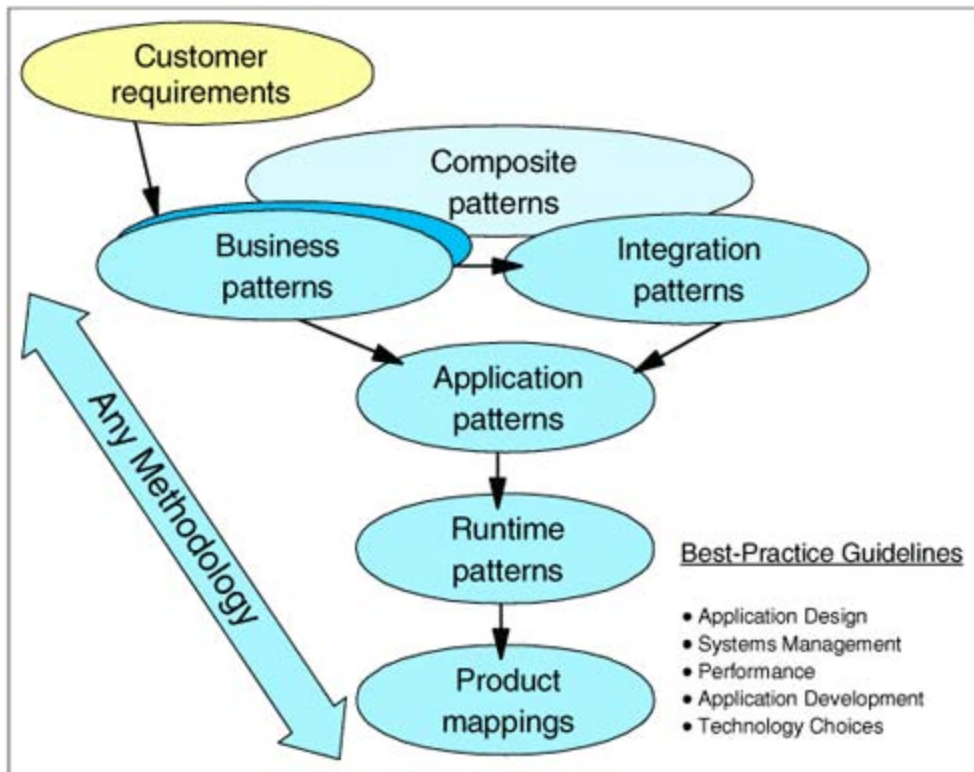 Customer
requirements
Composite
patterns
Business
patterns
Integration
patterns
Application
patterns
Any Methodology
Runtime
patterns
Best-Practice Guidelines
● Application Design
● Systems Management
● Performance
● Application Development
● Technology Choices
Product
mappings